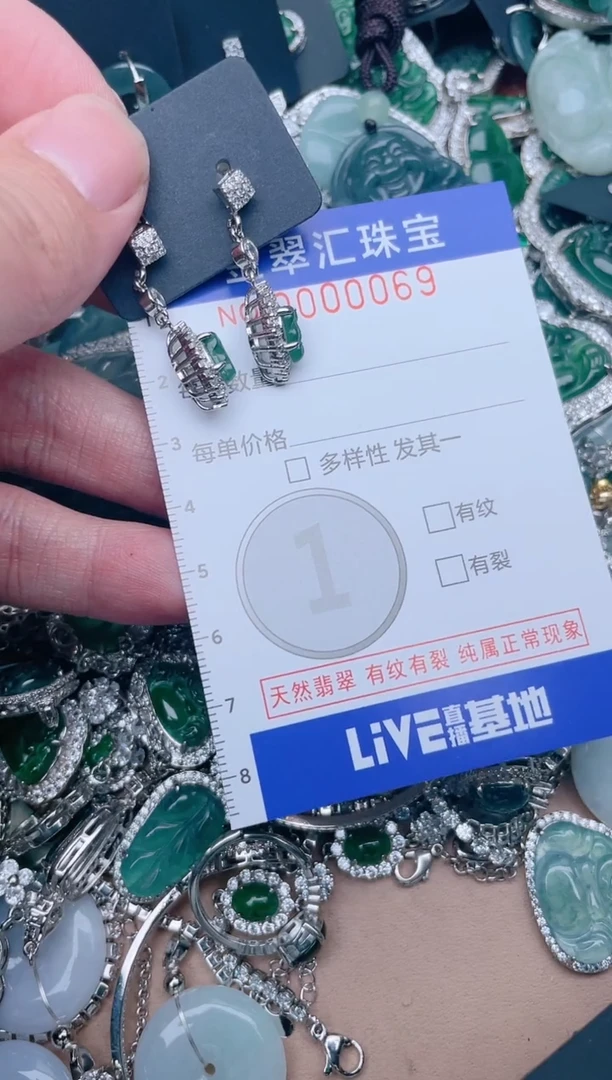 翠汇珠宝
NO0000069
2
数量
3
每单价格
多样性 发其一
4
1
有纹
5
有裂
6
天然翡翠 有纹有裂 纯属正常现象
7
LiVE直播基地
8